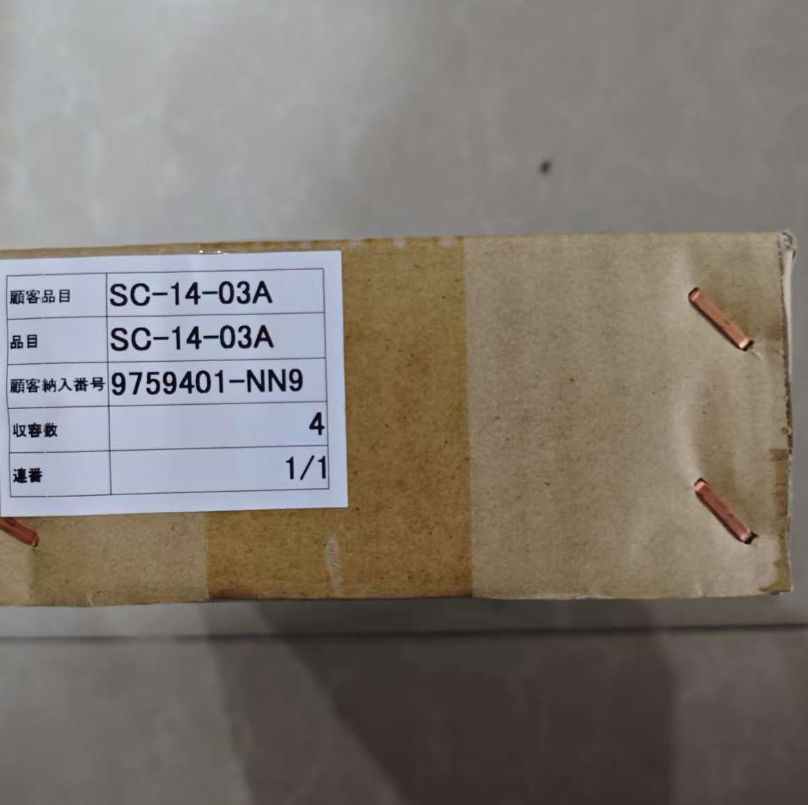 顧客品目 SC-14-03A
品目 SC-14-03A
顧客納入番号 9759401-NN9
収容数 4
連番 1/1